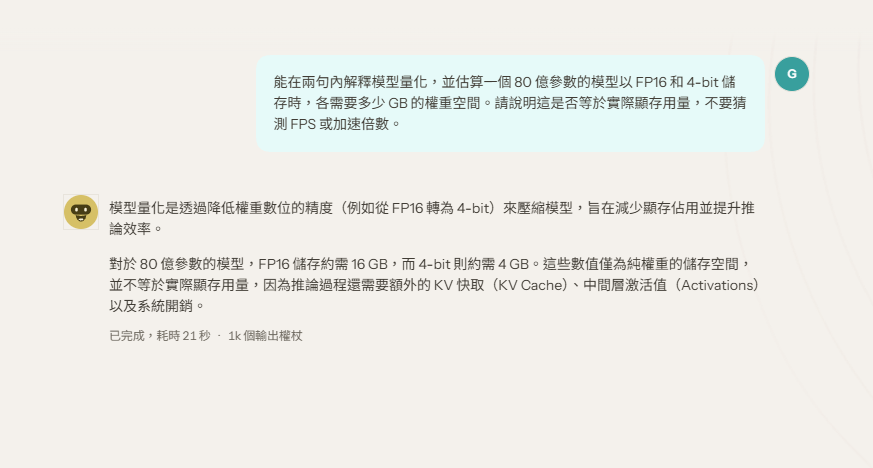 能在兩句內解釋模型量化，並估算一個 80 億參數的模型以 FP16 和 4-bit 儲
存時，各需要多少 GB 的權重空間。請說明這是否等於實際顯存用量，不要猜
測 FPS 或加速倍數。
G
模型量化是透過降低權重數位的精度（例如從 FP16 轉為 4-bit）來壓縮模型，旨在減少顯存佔用並提升推
論效率。
對於 80 億參數的模型，FP16 儲存約需 16 GB，而 4-bit 則約需 4 GB。這些數值僅為純權重的儲存空間，
並不等於實際顯存用量，因為推論過程還需要額外的 KV 快取（KV Cache）、中間層激活值（Activations）
以及系統開銷。
已完成，耗時 21 秒 · 1k 個輸出權杖